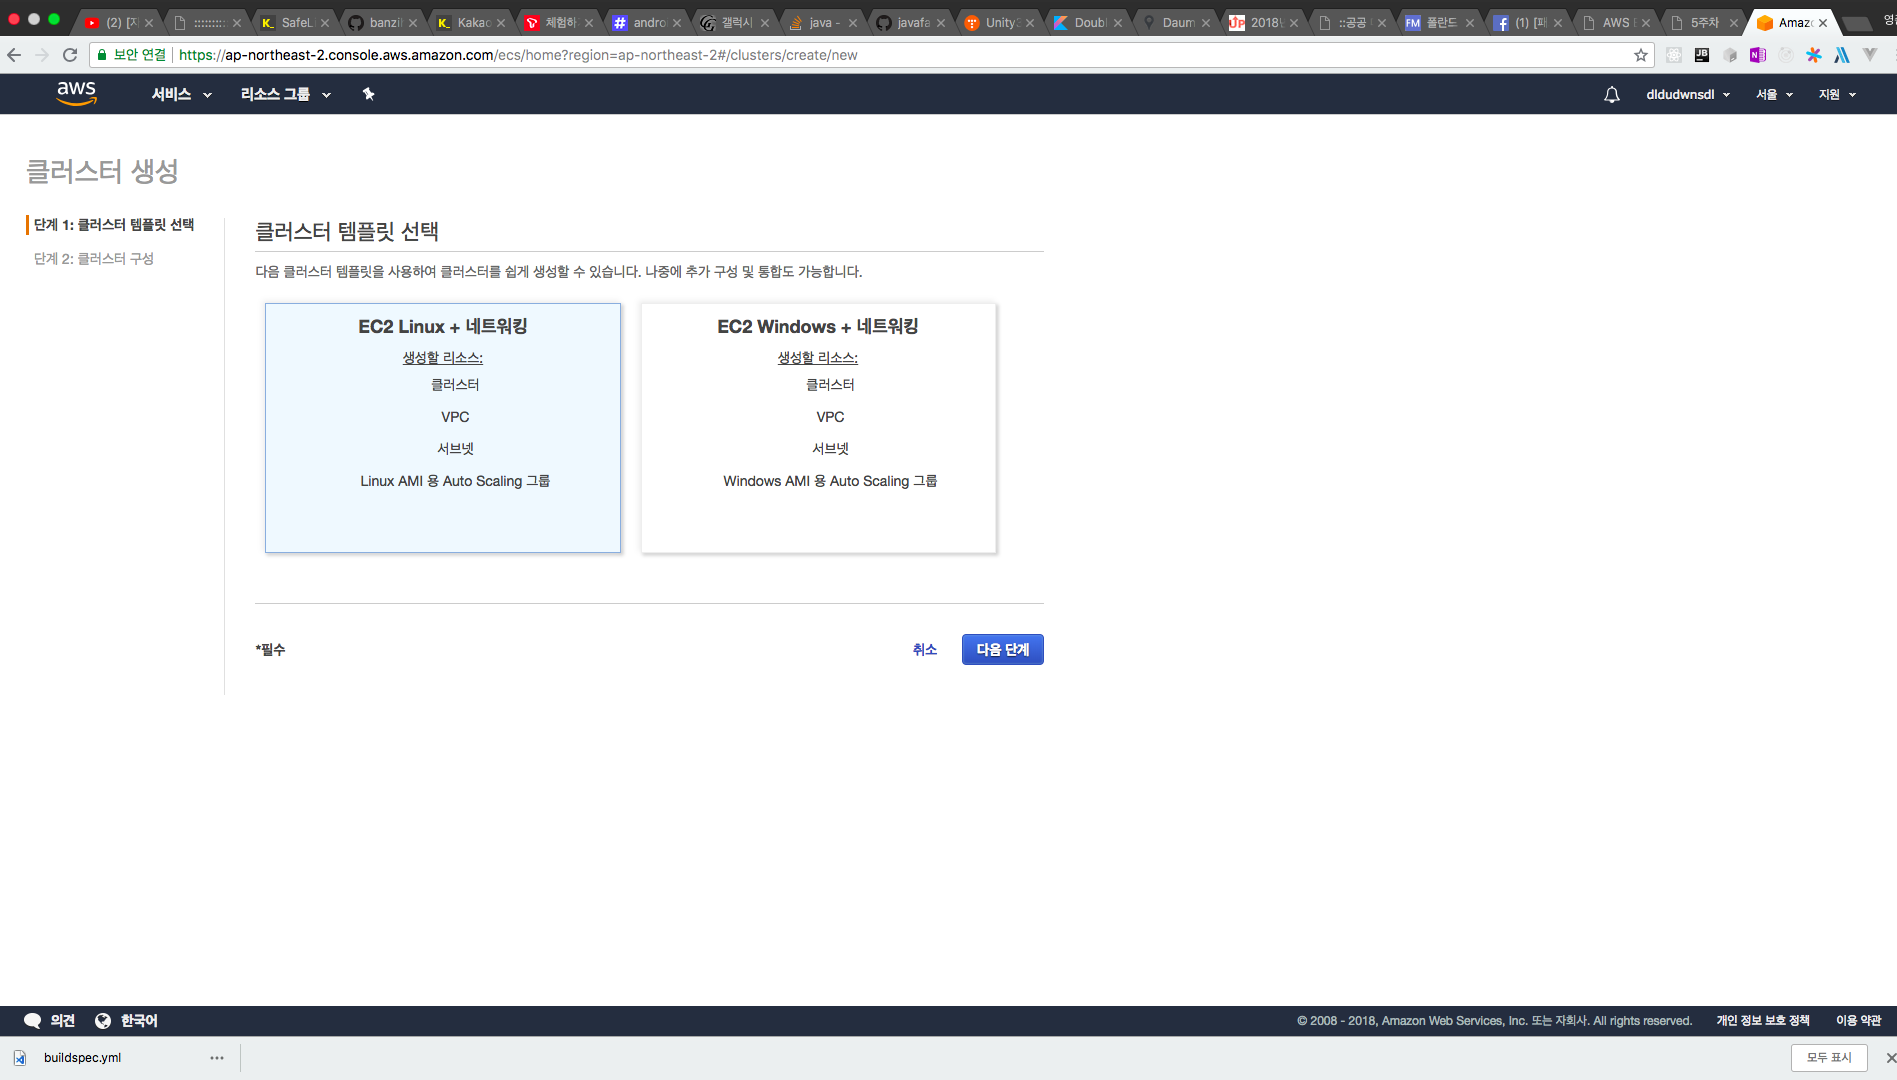 (2) [지
:::::::::
SafeL
banzi
Kakao
체험하
androi
갤럭시
java -
javafa
Unity
Doubl
Daum
2018년
::공공
폴란드
(1) [페
AWS
5주차
Amazo
보안 연결
https://ap-northeast-2.console.aws.amazon.com/ecs/home?region=ap-northeast-2#/clusters/create/new
aws
서비스
리소스 그룹
dldudwnsdl
서울
지원
클러스터 생성
단계 1: 클러스터 템플릿 선택
단계 2: 클러스터 구성
클러스터 템플릿 선택
다음 클러스터 템플릿을 사용하여 클러스터를 쉽게 생성할 수 있습니다. 나중에 추가 구성 및 통합도 가능합니다.
EC2 Linux + 네트워킹
생성할 리소스:
클러스터
VPC
서브넷
Linux AMI 용 Auto Scaling 그룹
EC2 Windows + 네트워킹
생성할 리소스:
클러스터
VPC
서브넷
Windows AMI 용 Auto Scaling 그룹
*필수
취소
다음 단계
의견
한국어
© 2008 - 2018, Amazon Web Services, Inc. 또는 자회사. All rights reserved.
개인 정보 보호 정책
이용 약관
buildspec.yml
모두 표시